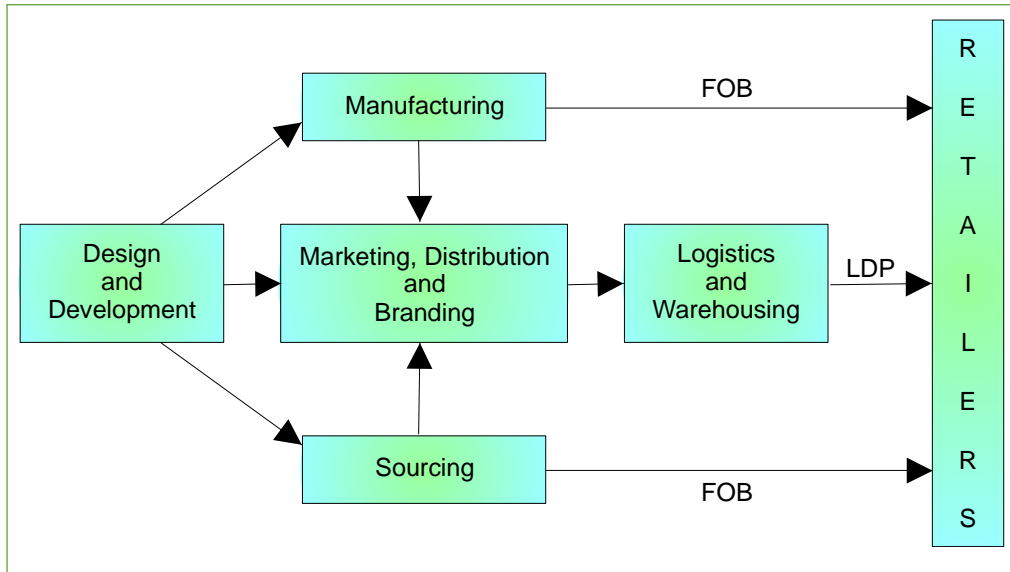 Manufacturing
FOB
Design
and
Development
Marketing, Distribution
and
Branding
Logistics
and
Warehousing
LDP
Sourcing
FOB
R
E
T
A
I
L
E
R
S